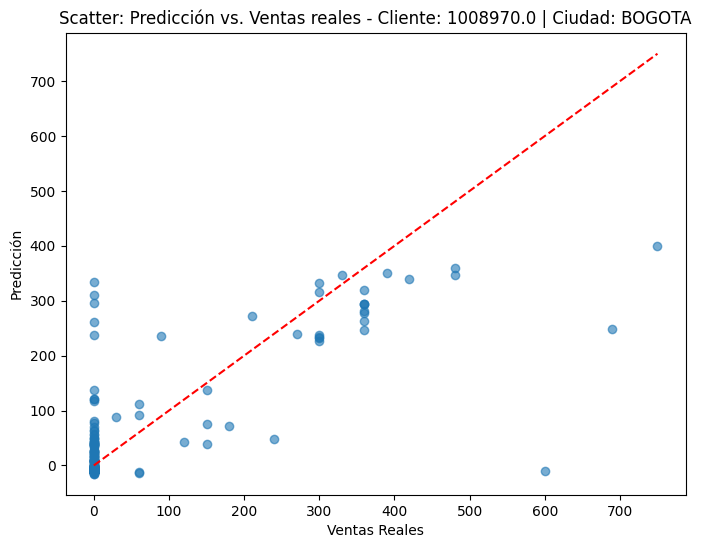 Scatter: Predicción vs. Ventas reales - Cliente: 1008970.0 | Ciudad: BOGOTA
700
600
500
400
300
200
100
0
Predicción
0 100 200 300 400 500 600 700
Ventas Reales